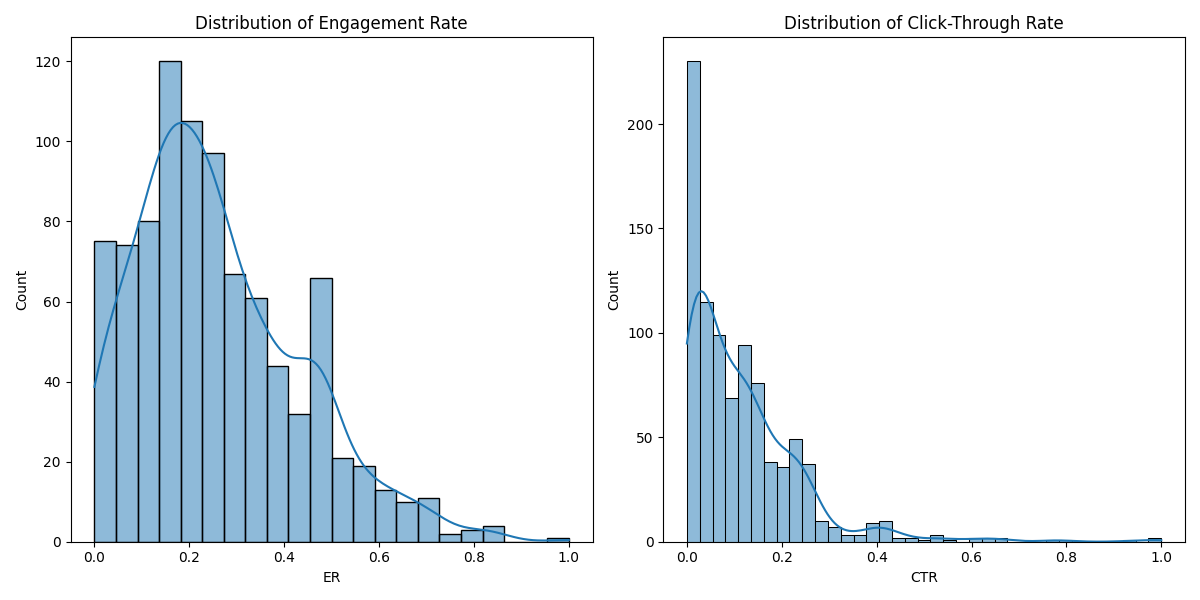 Distribution of Engagement Rate
120
100
80
60
40
20
0
Count
0.0 0.2 0.4 0.6 0.8 1.0
ER
Distribution of Click-Through Rate
200
150
100
50
0
Count
0.0 0.2 0.4 0.6 0.8 1.0
CTR